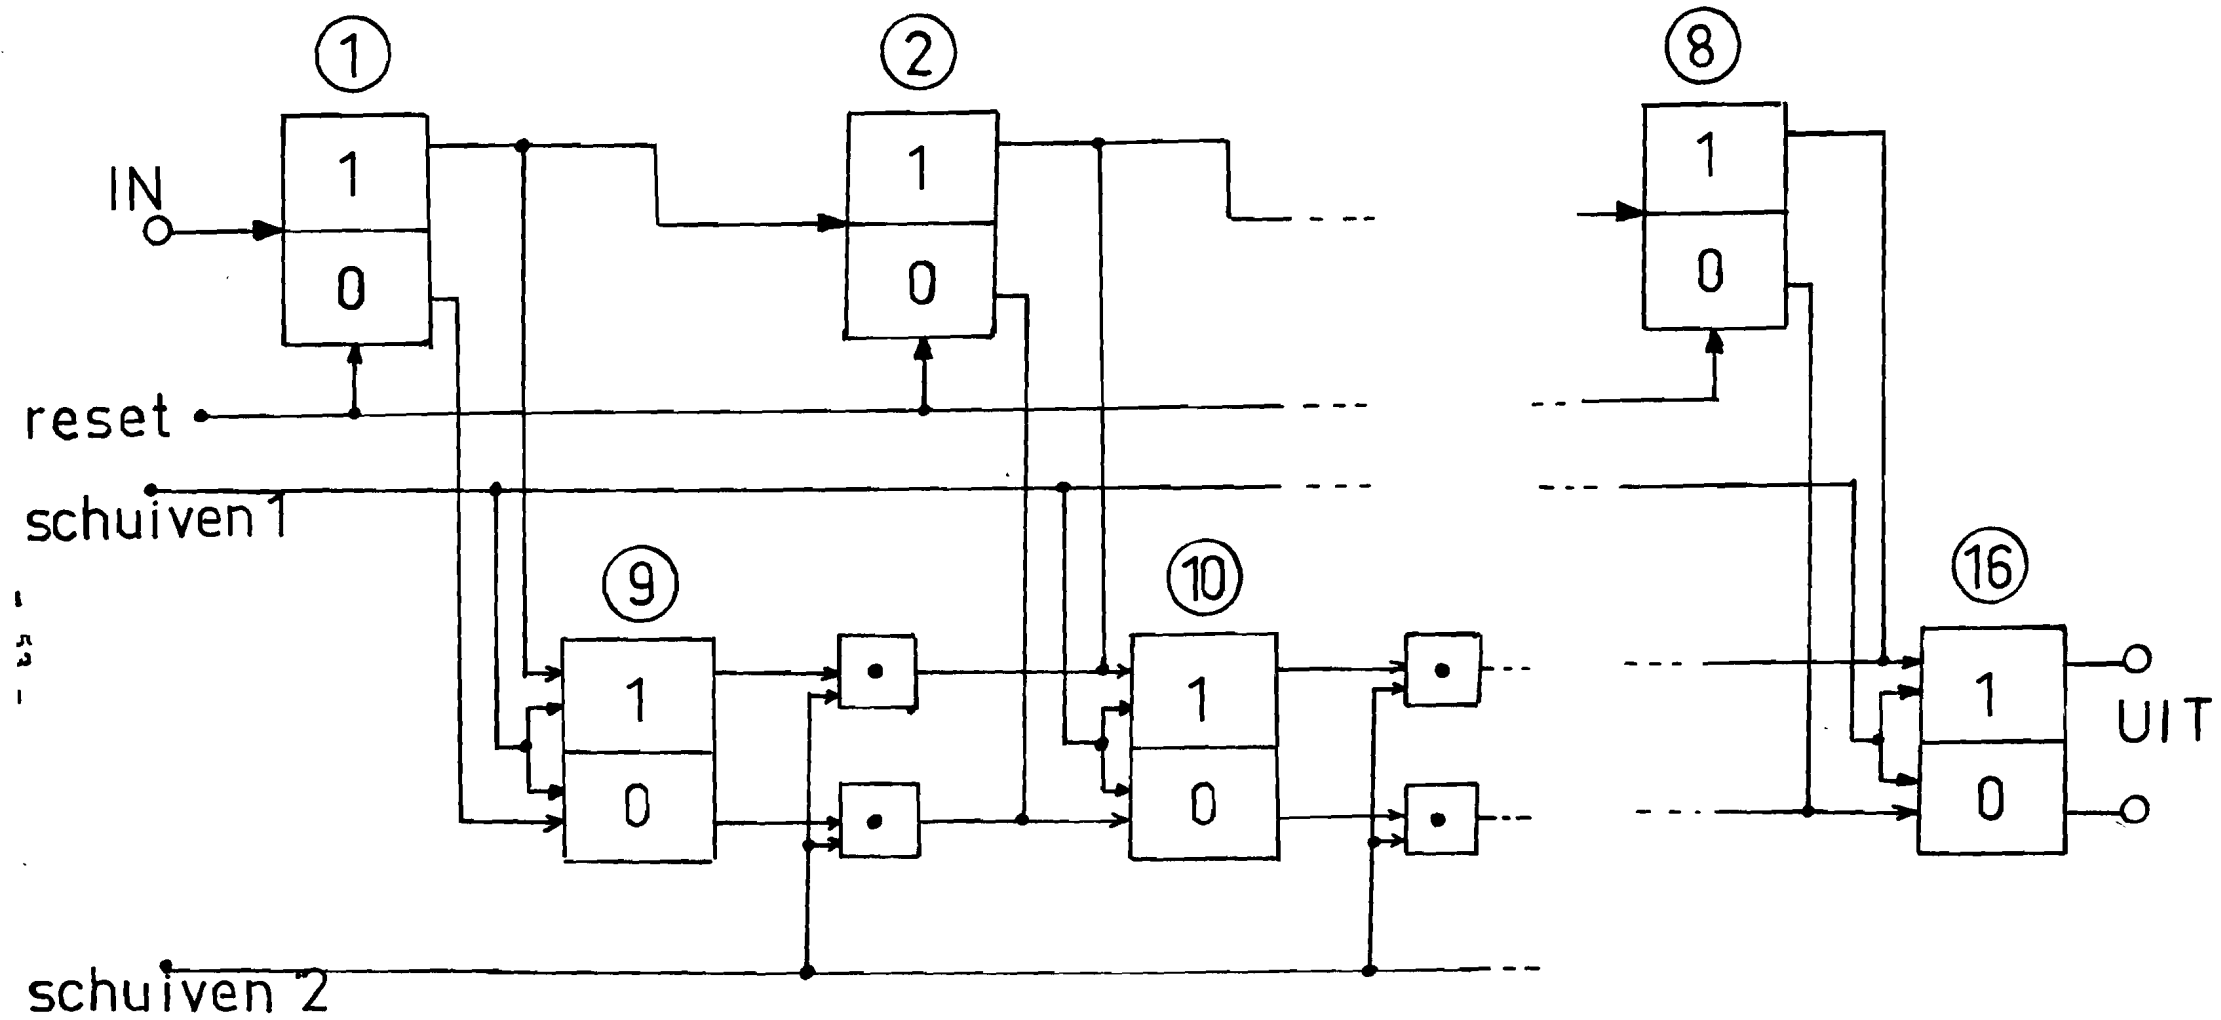 1 2 8
IN
1 1 1
0 0 0
reset
schuiven 1
9 10 16
1 1 1
0 0 0
UIT
schuiven 2